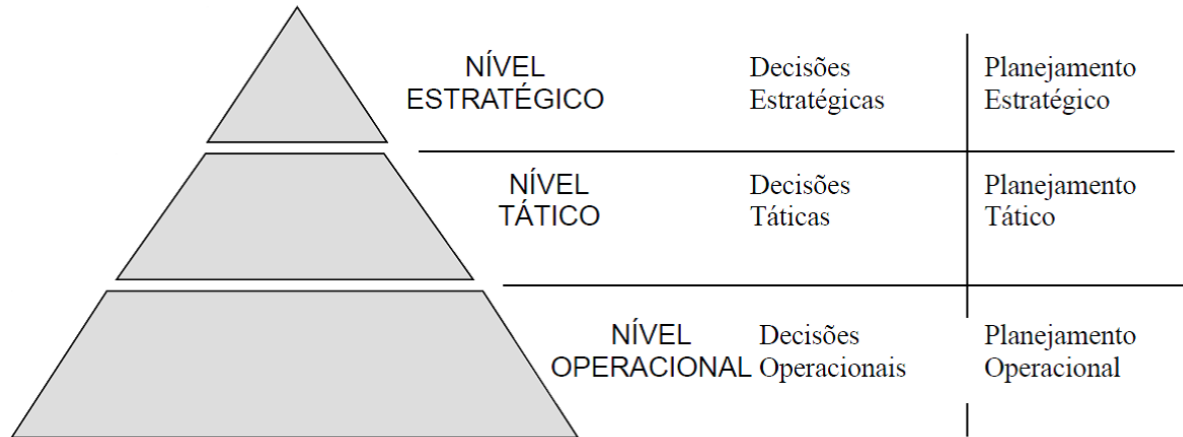 NÍVEL
ESTRATÉGICO
Decisões
Estratégicas
Planejamento
Estratégico
NÍVEL
TÁTICO
Decisões
Táticas
Planejamento
Tático
NÍVEL
OPERACIONAL
Decisões
Operacionais
Planejamento
Operacional